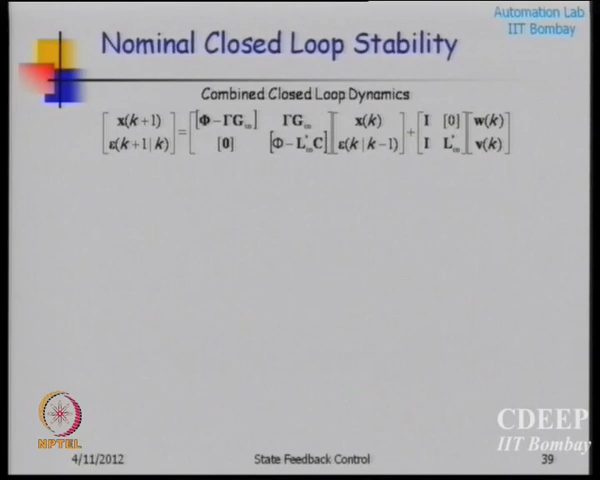 Automation Lab
IIT Bombay
Nominal Closed Loop Stability
Combined Closed Loop Dynamics
[x(k+1) ; ε(k+1|k)] = [[Φ−ΓG∞] ΓG∞ ; [0] [Φ−L*∞C]] [x(k) ; ε(k|k−1)] + [I [0] ; I L*∞] [w(k) ; v(k)]
NPTEL
CDEEP
IIT Bombay
4/11/2012 State Feedback Control 39